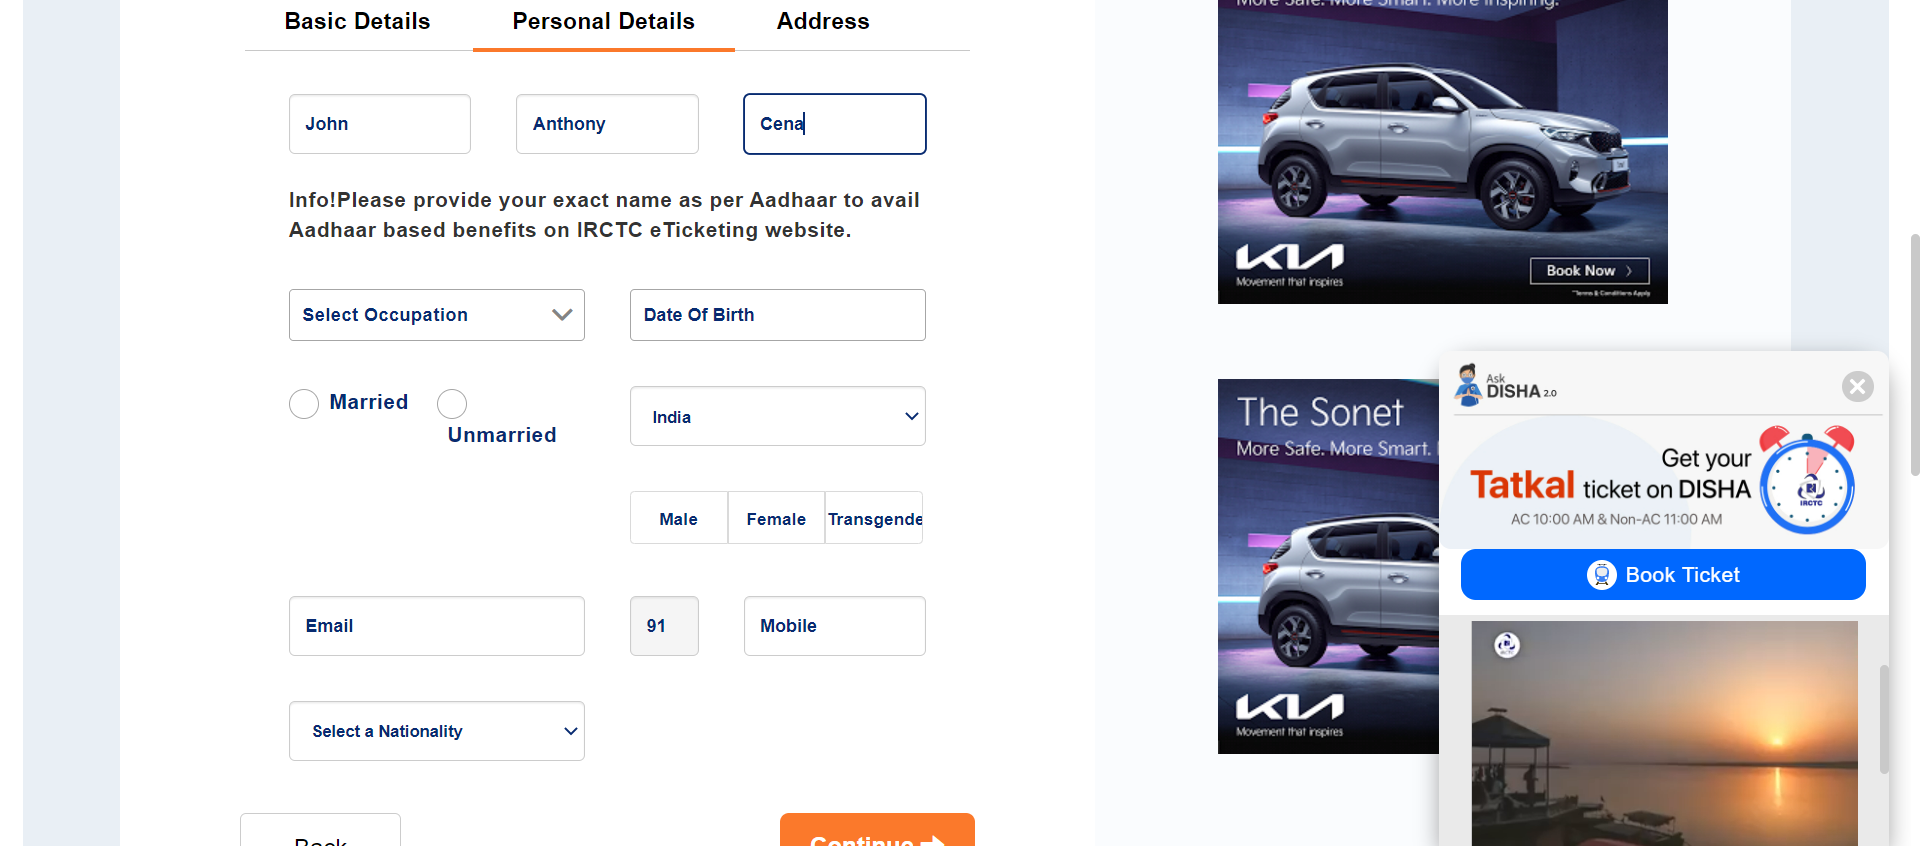 Basic Details
Personal Details
Address
John
Anthony
Cena
Info!Please provide your exact name as per Aadhaar to avail
Aadhaar based benefits on IRCTC eTicketing website.
Select Occupation
Date Of Birth
Married
Unmarried
India
Male
Female
Transgende
Email
91
Mobile
Select a Nationality
Back
Continue
More Safe. More Smart. More Inspiring.
KIA
Movement that inspires
Book Now
*Terms & Conditions Apply
The Sonet
More Safe. More Smart.
KIA
Movement that inspires
Ask
DISHA 2.0
Get your
Tatkal ticket on DISHA
AC 10:00 AM & Non-AC 11:00 AM
IRCTC
Book Ticket
IRCTC